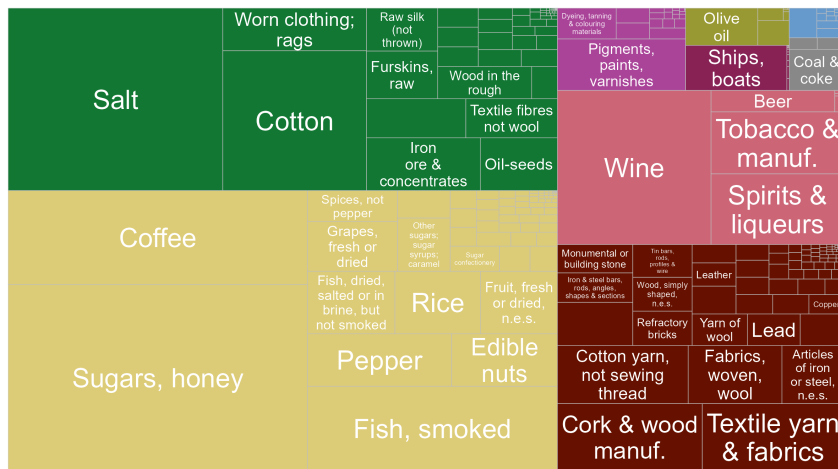 Salt
Worn clothing;
rags
Cotton
Raw silk
(not
thrown)
Furskins,
raw
Wood in the
rough
Textile fibres
not wool
Iron
ore &
concentrates
Oil-seeds
Coffee
Sugars, honey
Spices, not
pepper
Grapes,
fresh or
dried
Other
sugars;
sugar
syrups;
caramel
Sugar
confectionery
Fish, dried,
salted or in
brine, but
not smoked
Rice
Fruit, fresh
or dried,
n.e.s.
Pepper
Edible
nuts
Fish, smoked
Dyeing, tanning
& colouring
materials
Pigments,
paints,
varnishes
Olive
oil
Ships,
boats
Coal &
coke
Wine
Beer
Tobacco &
manuf.
Spirits &
liqueurs
Monumental or
building stone
Iron & steel bars,
rods, angles,
shapes & sections
Tin bars,
rods,
profiles &
wire
Wood, simply
shaped,
n.e.s.
Refractory
bricks
Leather
Copper
Yarn of
wool
Lead
Cotton yarn,
not sewing
thread
Fabrics,
woven,
wool
Articles
of iron
or steel,
n.e.s.
Cork & wood
manuf.
Textile yarn
& fabrics